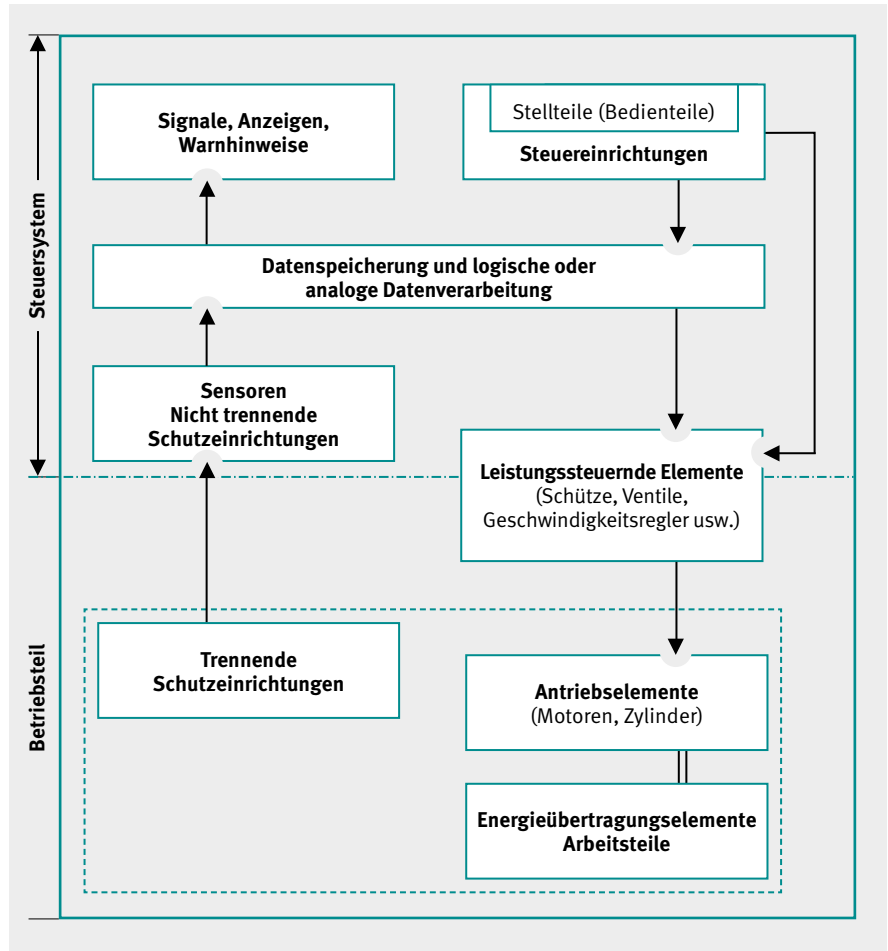 Steuersystem
Signale, Anzeigen,
Warnhinweise
Stellteile (Bedienteile)
Steuereinrichtungen
Datenspeicherung und logische oder
analoge Datenverarbeitung
Sensoren
Nicht trennende
Schutzeinrichtungen
Leistungssteuernde Elemente
(Schütze, Ventile,
Geschwindigkeitsregler usw.)
Betriebsteil
Trennende
Schutzeinrichtungen
Antriebselemente
(Motoren, Zylinder)
Energieübertragungselemente
Arbeitsteile